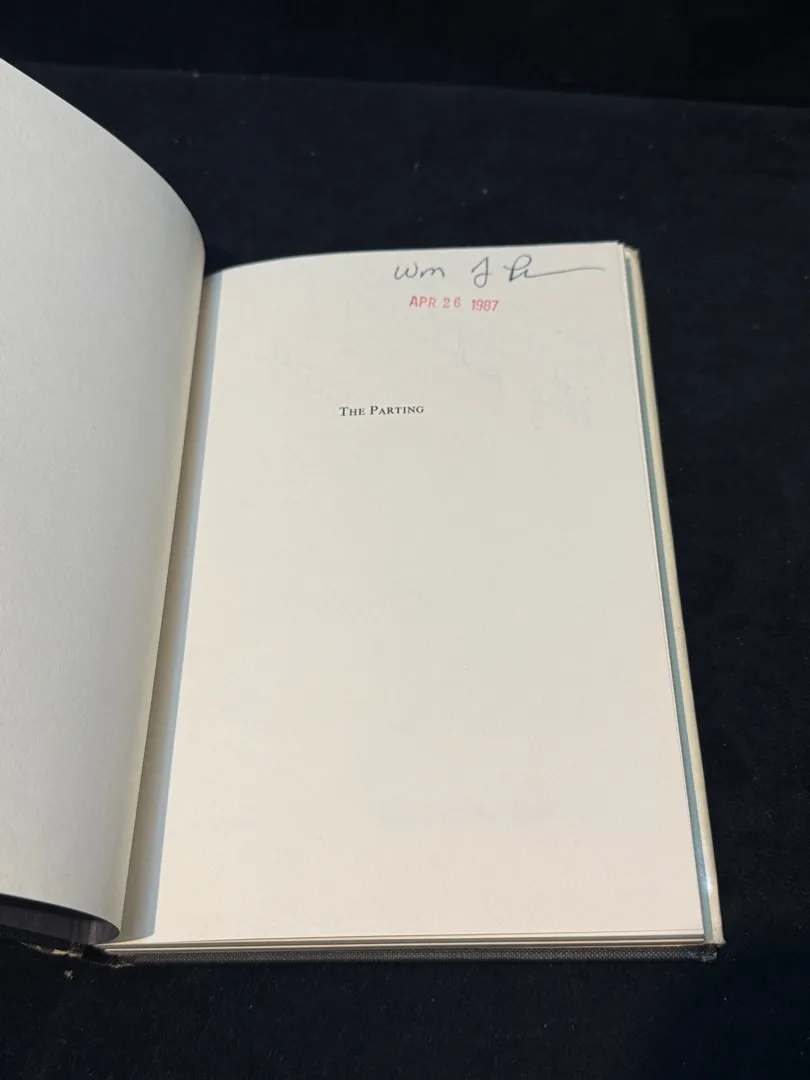 Wm J
APR 26 1987
THE PARTING